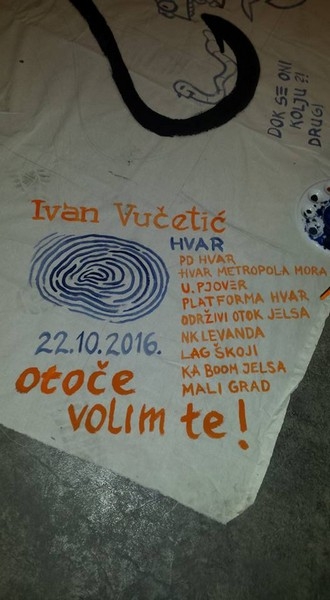 DOK SE ONI
KOLJU?!
DRUGI
Ivan Vučetić
HVAR
PD HVAR
HVAR METROPOLA MORA
U. PJOVER
PLATFORMA HVAR
ODRŽIVI OTOK JELSA
NK LEVANDA
LAG ŠKOJI
KA BOOM JELSA
MALI GRAD
22.10.2016.
otoče
VOLIM te!